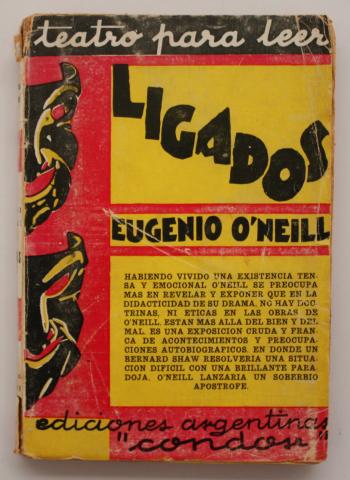 teatro para leer
LIGADOS
EUGENIO O'NEILL
HABIENDO VIVIDO UNA EXISTENCIA TEN-
SA Y EMOCIONAL O'NEILL SE PREOCUPA
MAS EN REVELAR Y EXPONER QUE EN LA
DIDACTICIDAD DE SU DRAMA. NO HAY DOC-
TRINAS, NI ETICAS EN LAS OBRAS DE
O'NEILL. ESTAN MAS ALLA DEL BIEN Y DEL
MAL. ES UNA EXPOSICION CRUDA Y FRAN-
CA DE ACONTECIMIENTOS Y PREOCUPA-
CIONES AUTOBIOGRAFICOS. EN DONDE UN
BERNARD SHAW RESOLVERIA UNA SITUA-
CION DIFICIL CON UNA BRILLANTE PARA-
DOJA, O'NEILL LANZARIA UN SOBERBIO
APOSTROFE.
ediciones argentinas
"condor"